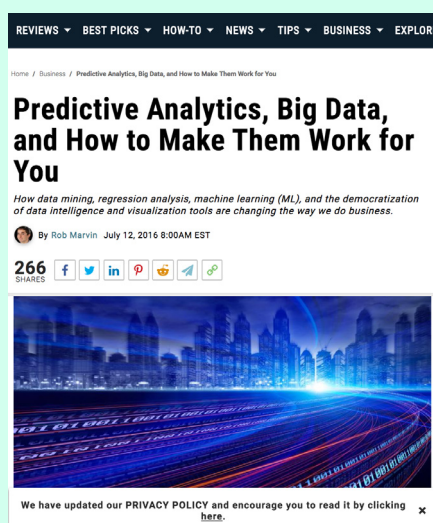 REVIEWS BEST PICKS HOW-TO NEWS TIPS BUSINESS EXPLOR
Home / Business / Predictive Analytics, Big Data, and How to Make Them Work for You
Predictive Analytics, Big Data,
and How to Make Them Work for
You
How data mining, regression analysis, machine learning (ML), and the democratization
of data intelligence and visualization tools are changing the way we do business.
By Rob Marvin July 12, 2016 8:00AM EST
266
SHARES
We have updated our PRIVACY POLICY and encourage you to read it by clicking
here.